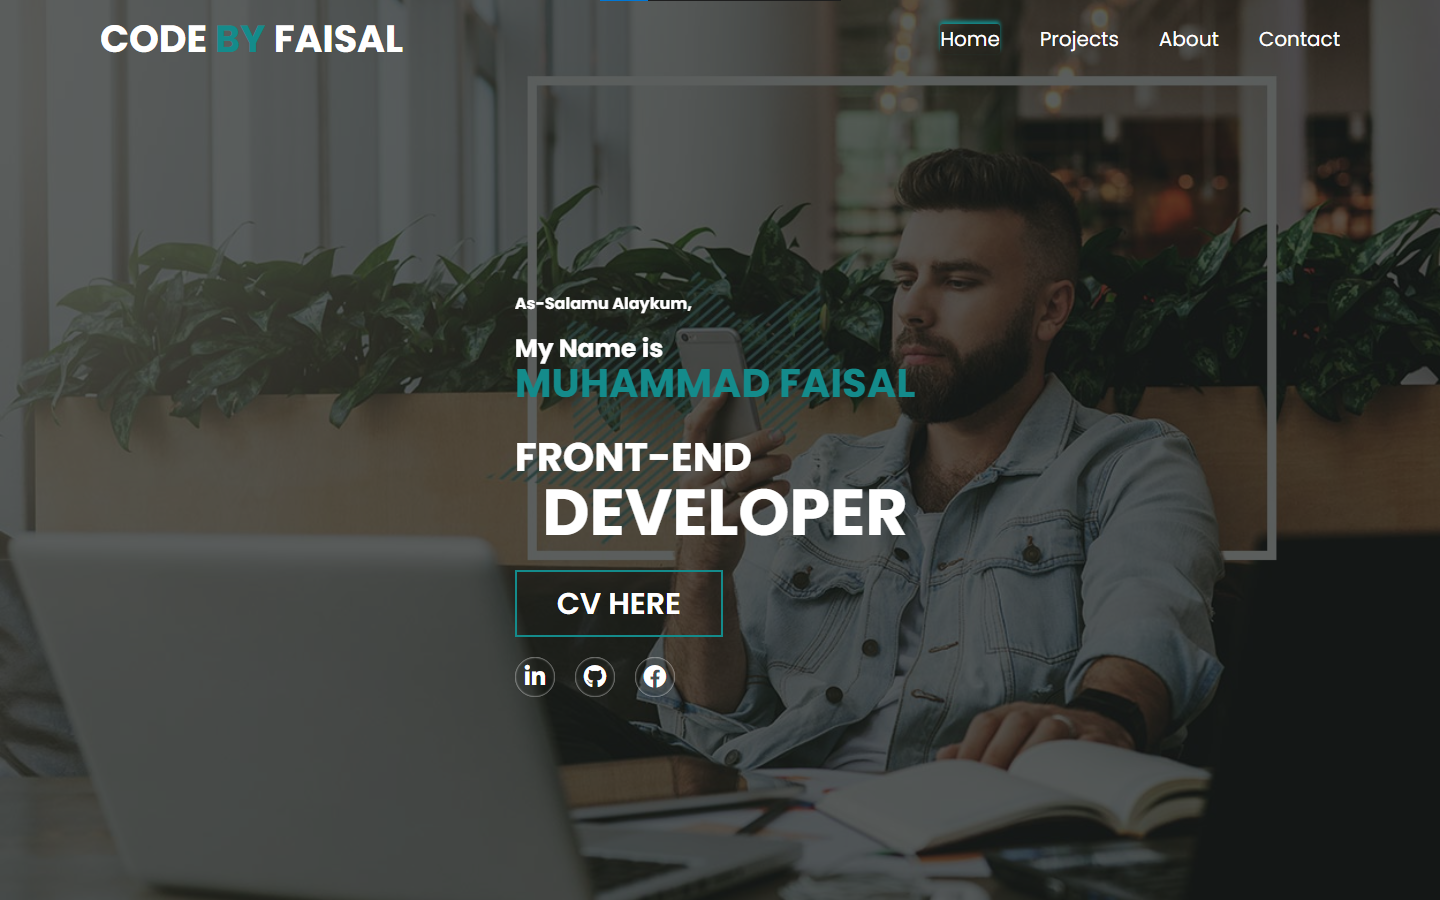 CODE BY FAISAL
Home Projects About Contact
As-Salamu Alaykum,
My Name is
MUHAMMAD FAISAL
FRONT-END
DEVELOPER
CV HERE
in